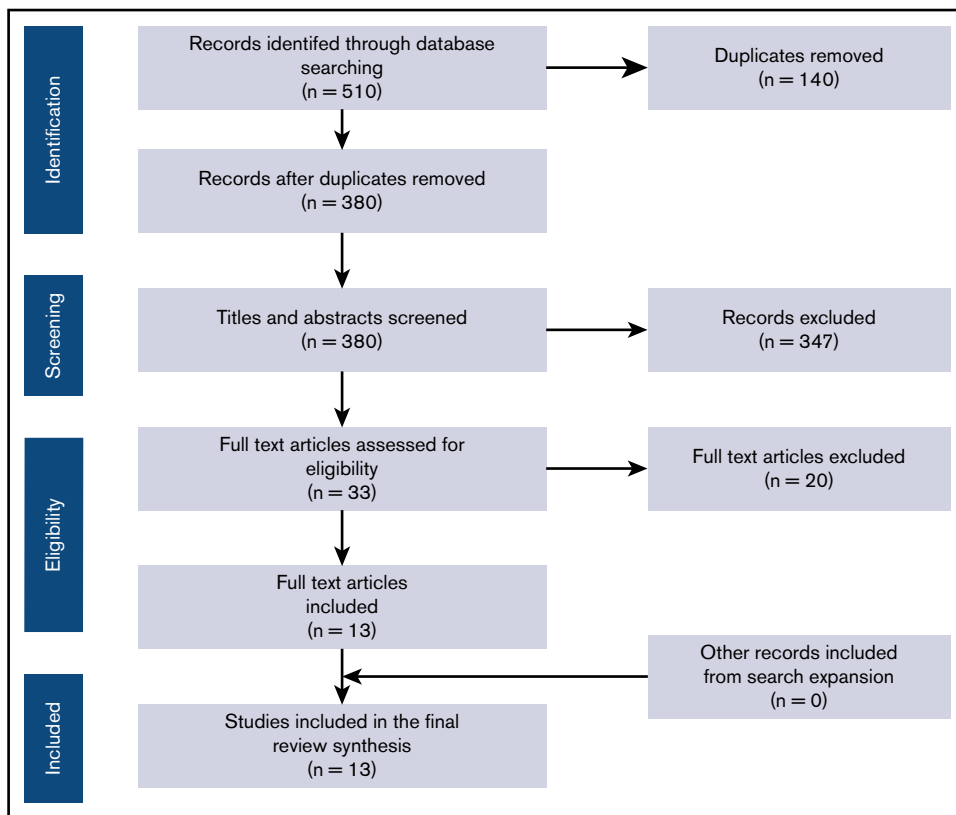 Identification
Records identifed through database
searching
(n = 510)
Duplicates removed
(n = 140)
Records after duplicates removed
(n = 380)
Screening
Titles and abstracts screened
(n = 380)
Records excluded
(n = 347)
Eligibility
Full text articles assessed for
eligibility
(n = 33)
Full text articles excluded
(n = 20)
Full text articles
included
(n = 13)
Other records included
from search expansion
(n = 0)
Included
Studies included in the final
review synthesis
(n = 13)